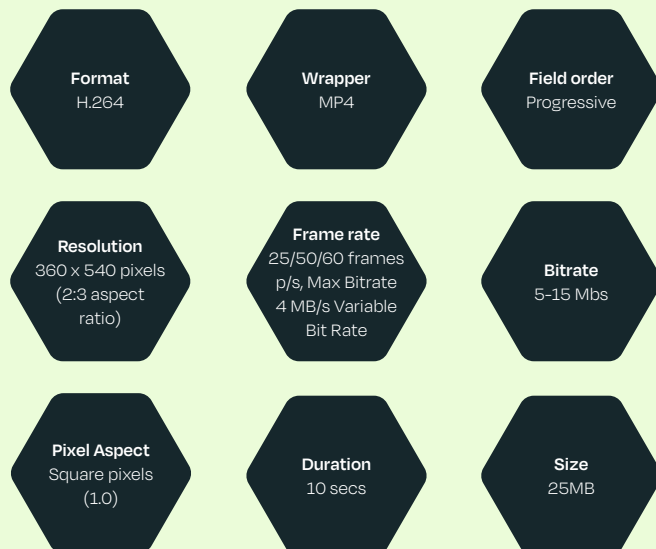 Format
H.264
Wrapper
MP4
Field order
Progressive
Resolution
360 x 540 pixels
(2:3 aspect
ratio)
Frame rate
25/50/60 frames
p/s, Max Bitrate
4 MB/s Variable
Bit Rate
Bitrate
5-15 Mbs
Pixel Aspect
Square pixels
(1.0)
Duration
10 secs
Size
25MB